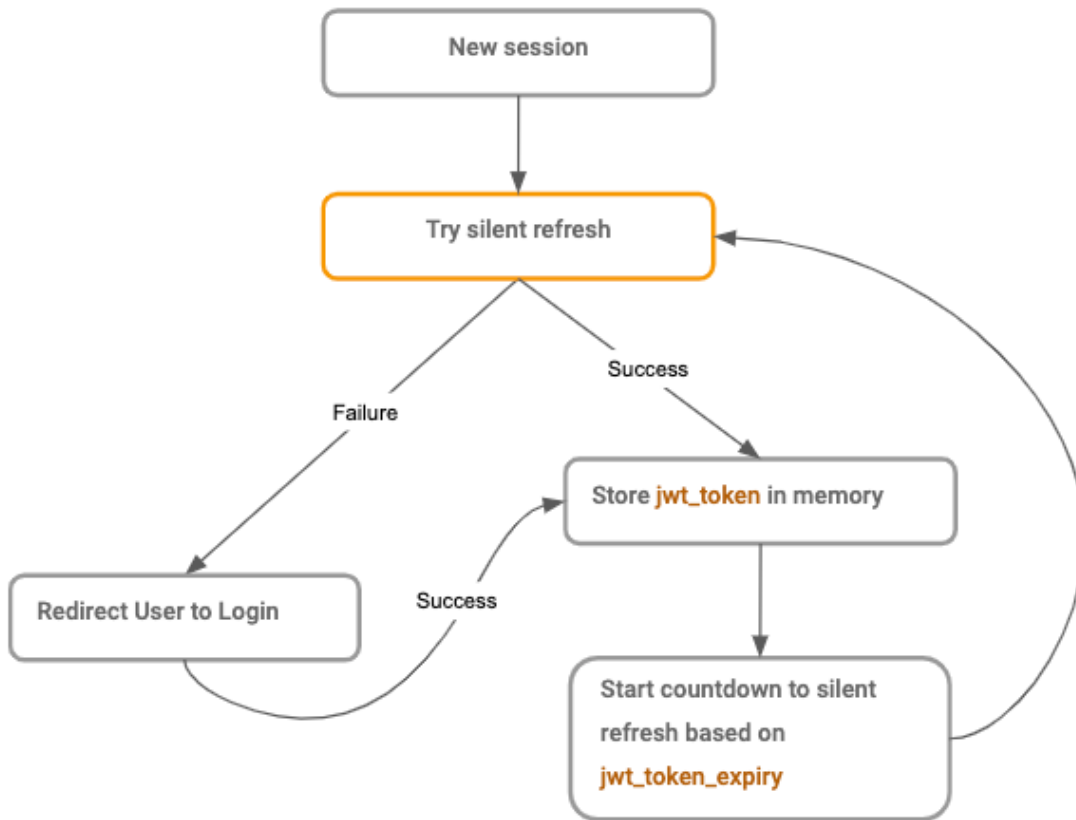 New session
Try silent refresh
Success
Failure
Store jwt_token in memory
Redirect User to Login
Success
Start countdown to silent
refresh based on
jwt_token_expiry